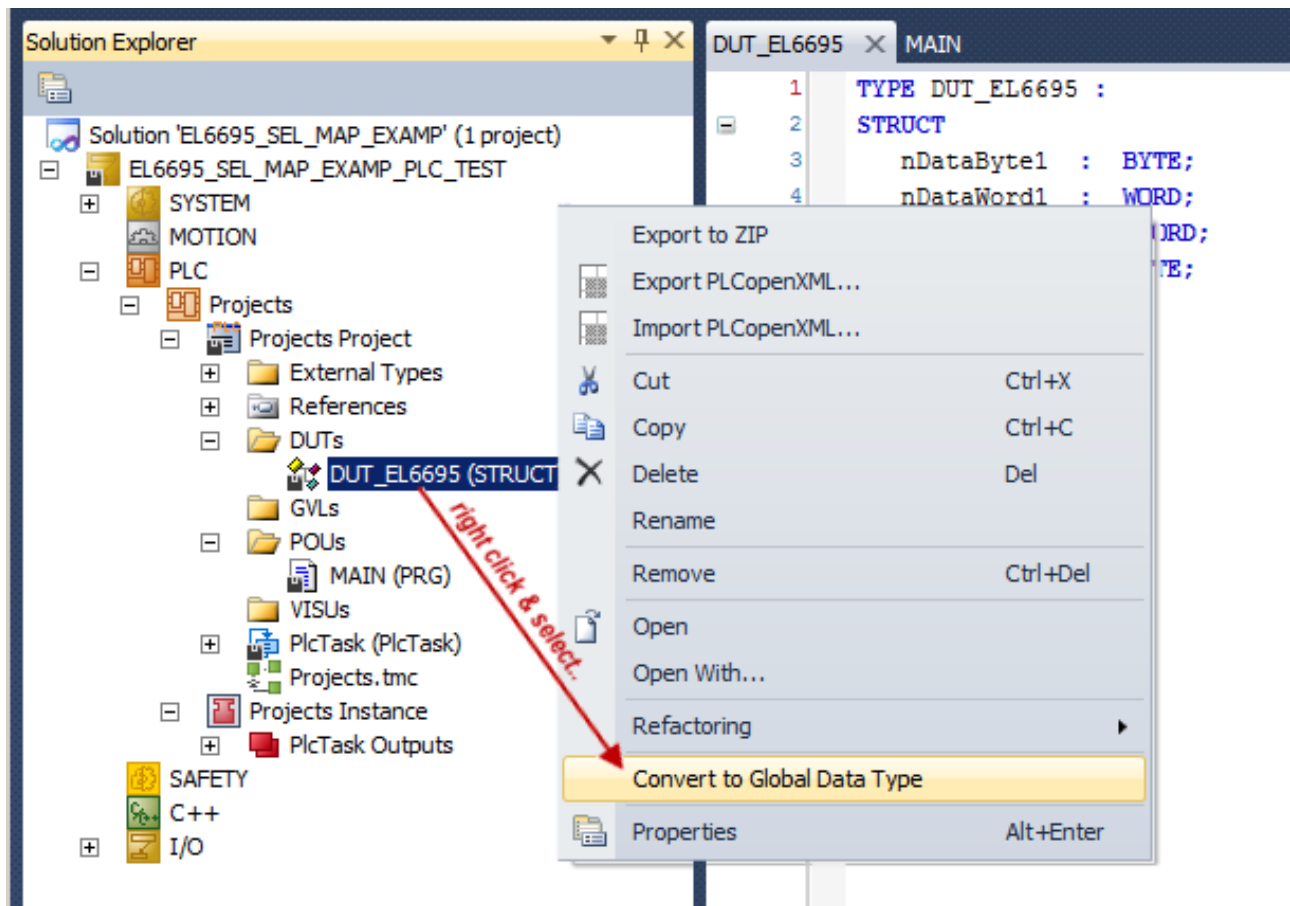 Solution Explorer
Solution 'EL6695_SEL_MAP_EXAMP' (1 project)
EL6695_SEL_MAP_EXAMP_PLC_TEST
SYSTEM
MOTION
PLC
Projects
Projects Project
External Types
References
DUTs
DUT_EL6695 (STRUCT
GVLs
POUs
MAIN (PRG)
VISUs
PlcTask (PlcTask)
Projects.tmc
Projects Instance
PlcTask Outputs
SAFETY
C++
I/O
right click & select..
Export to ZIP
Export PLCopenXML...
Import PLCopenXML...
Cut Ctrl+X
Copy Ctrl+C
Delete Del
Rename
Remove Ctrl+Del
Open
Open With...
Refactoring
Convert to Global Data Type
Properties Alt+Enter
DUT_EL6695 MAIN
1 TYPE DUT_EL6695 :
2 STRUCT
3 nDataByte1 : BYTE;
4 nDataWord1 : WORD;